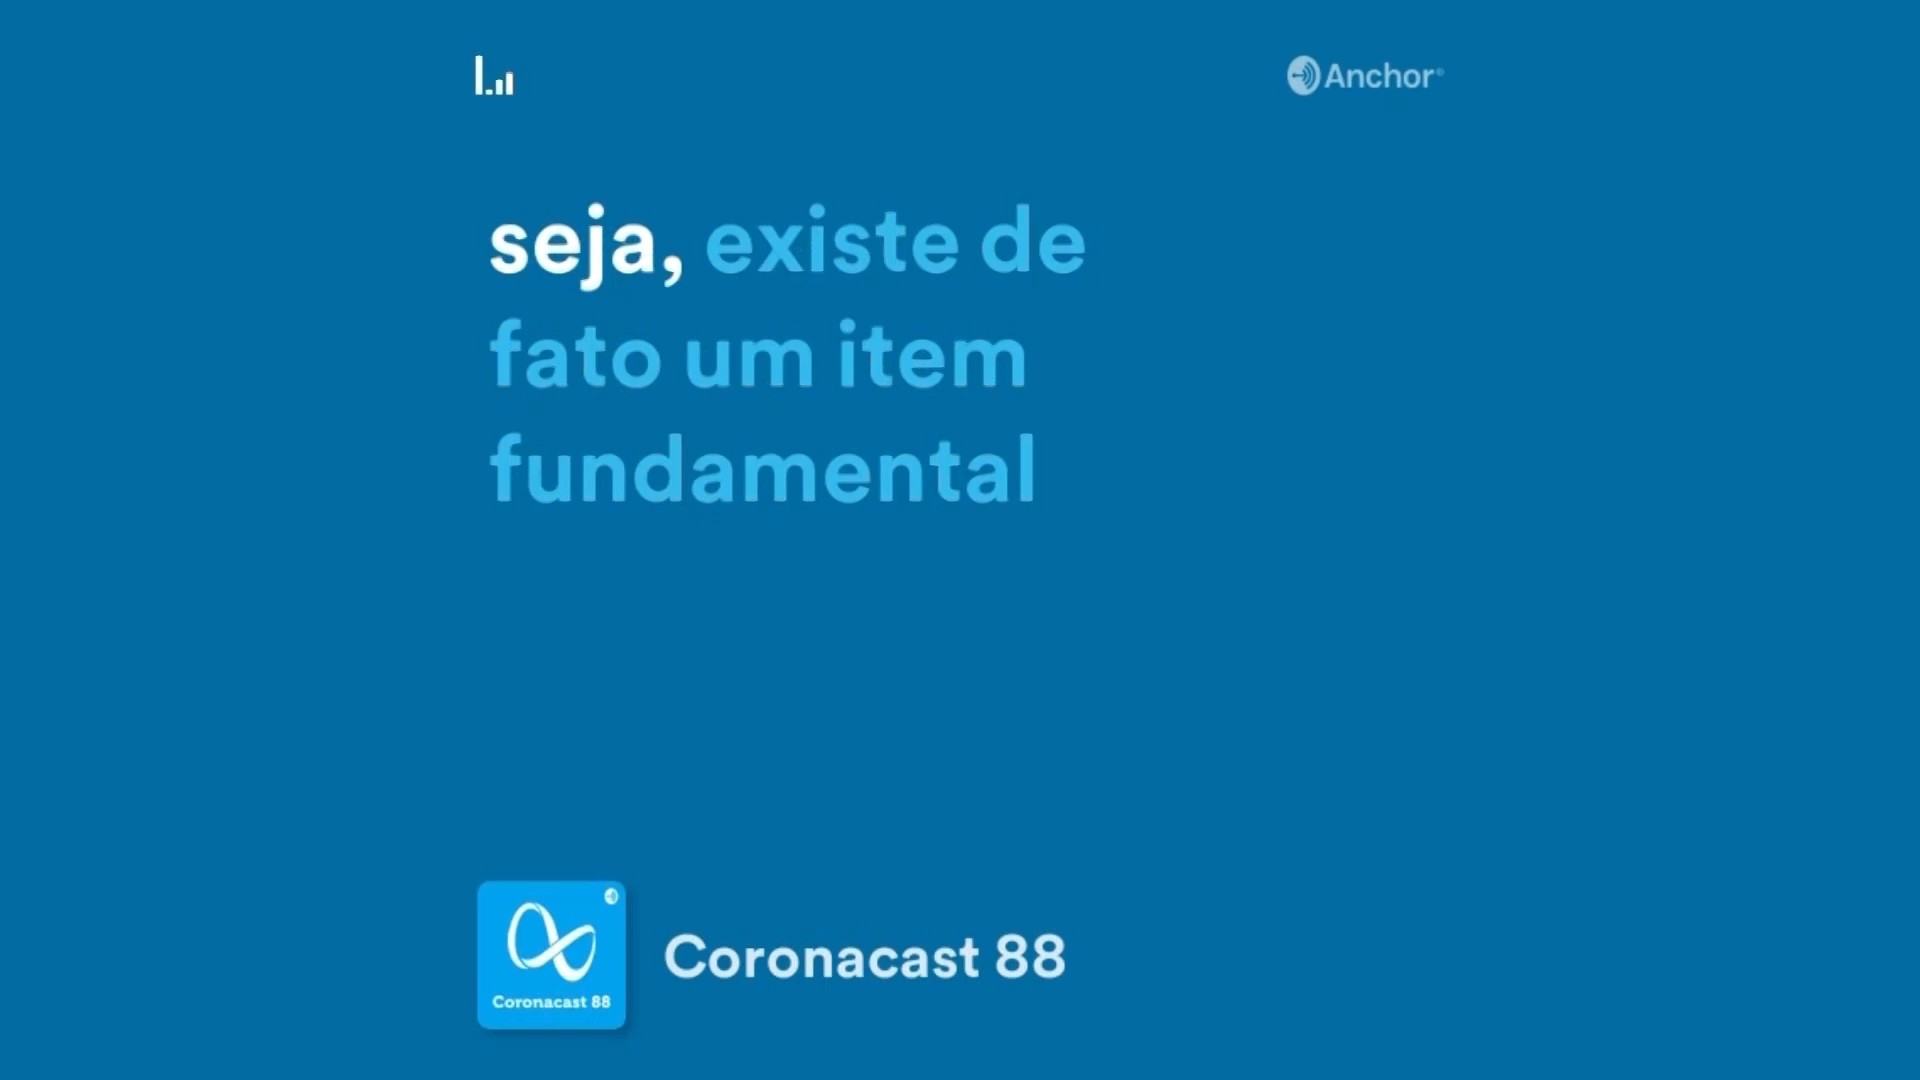 Anchor
seja, existe de
fato um item
fundamental
Coronacast 88
Coronacast 88